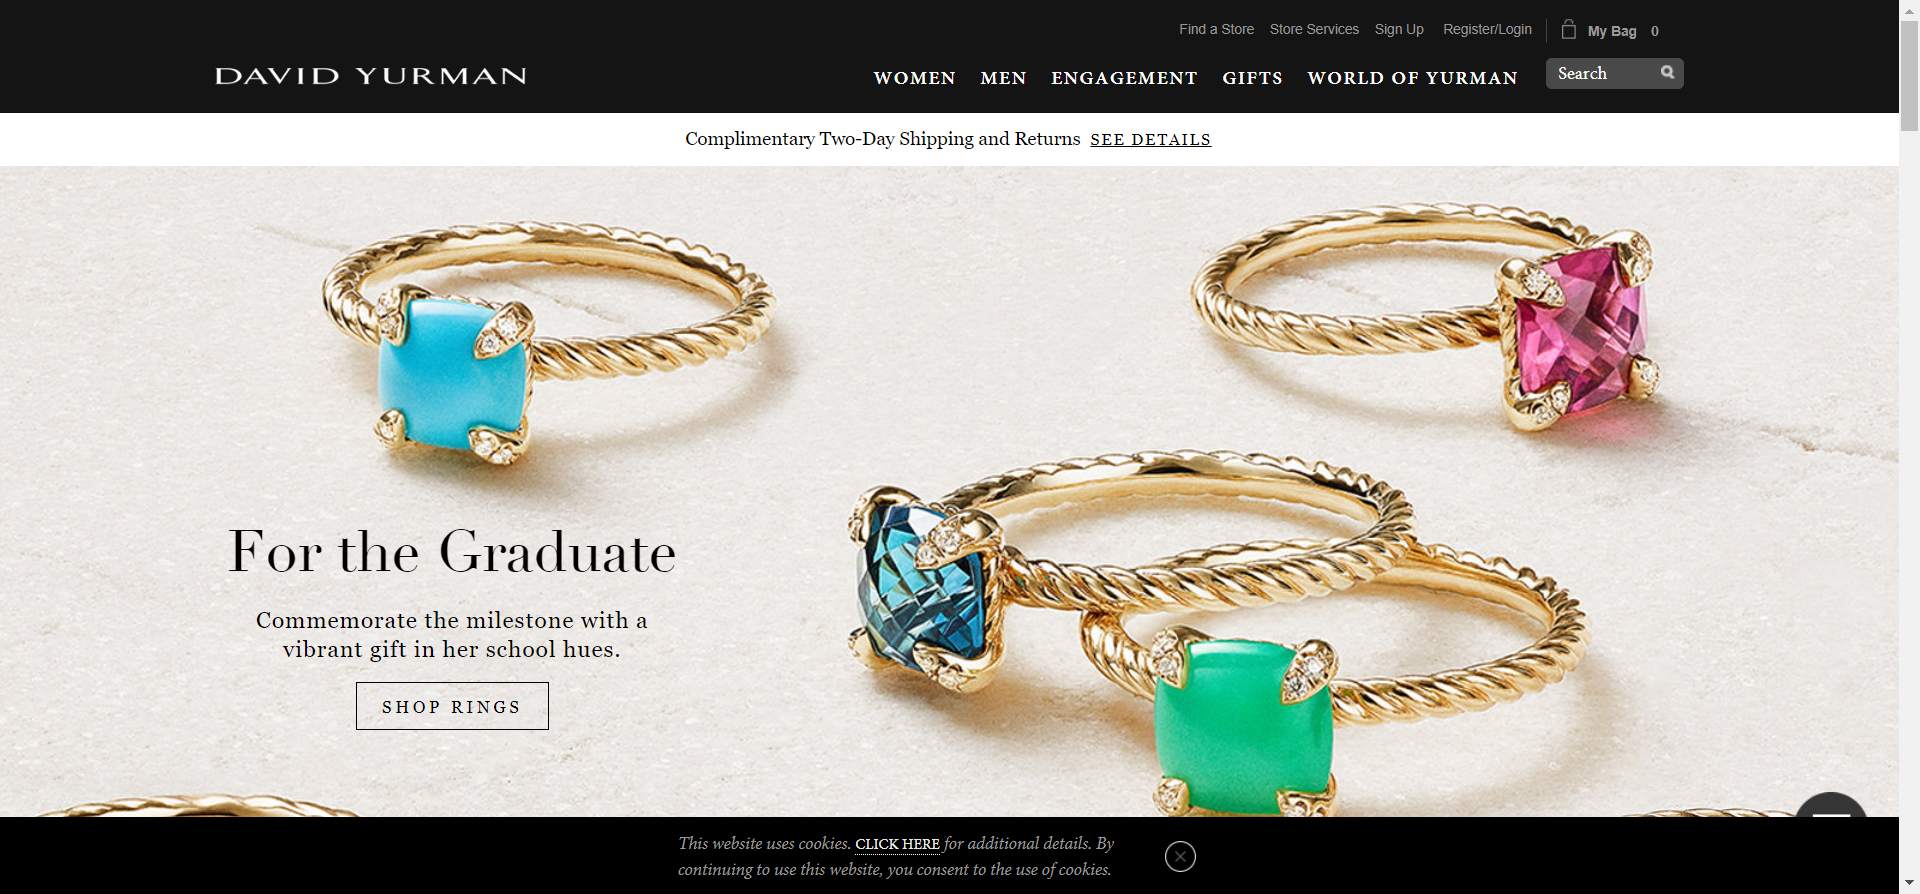 Find a Store Store Services Sign Up Register/Login My Bag 0
DAVID YURMAN
WOMEN MEN ENGAGEMENT GIFTS WORLD OF YURMAN Search
Complimentary Two-Day Shipping and Returns SEE DETAILS
For the Graduate
Commemorate the milestone with a
vibrant gift in her school hues.
SHOP RINGS
This website uses cookies. CLICK HERE for additional details. By
continuing to use this website, you consent to the use of cookies.